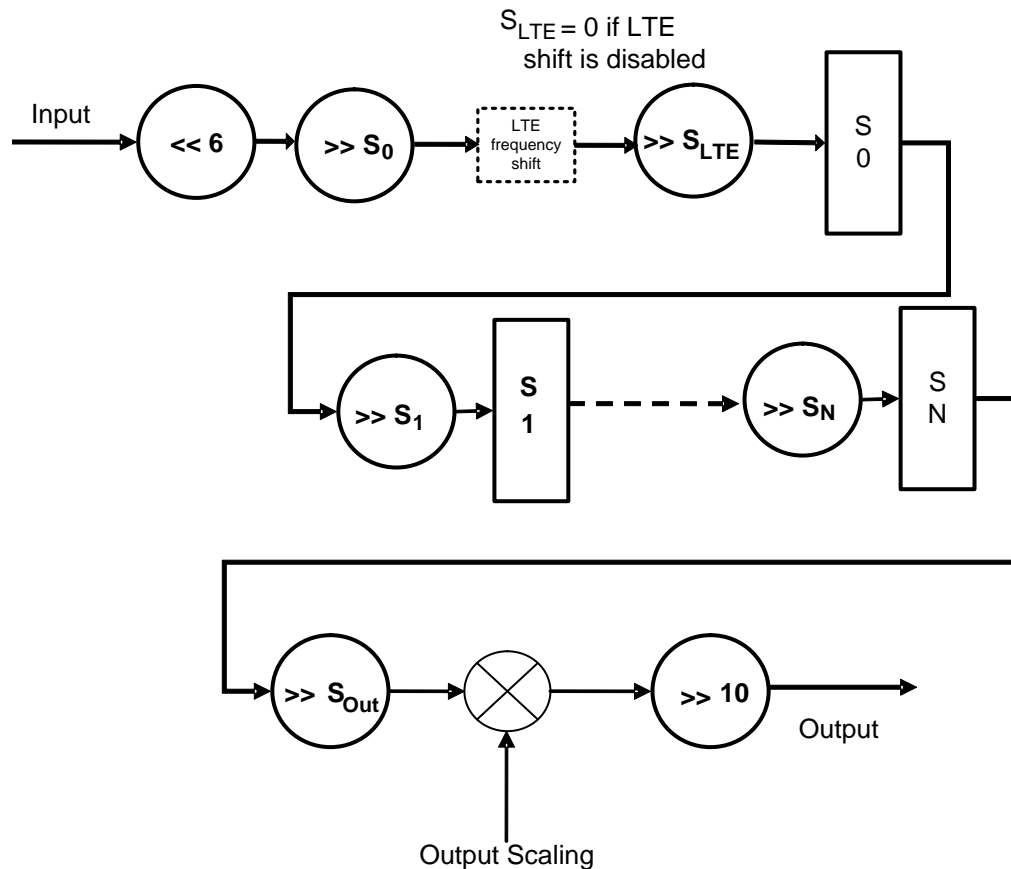 S_LTE = 0 if LTE
shift is disabled
Input
<< 6
>> S_0
LTE
frequency
shift
>> S_LTE
S
0
>> S_1
S
1
>> S_N
S
N
>> S_Out
>> 10
Output
Output Scaling